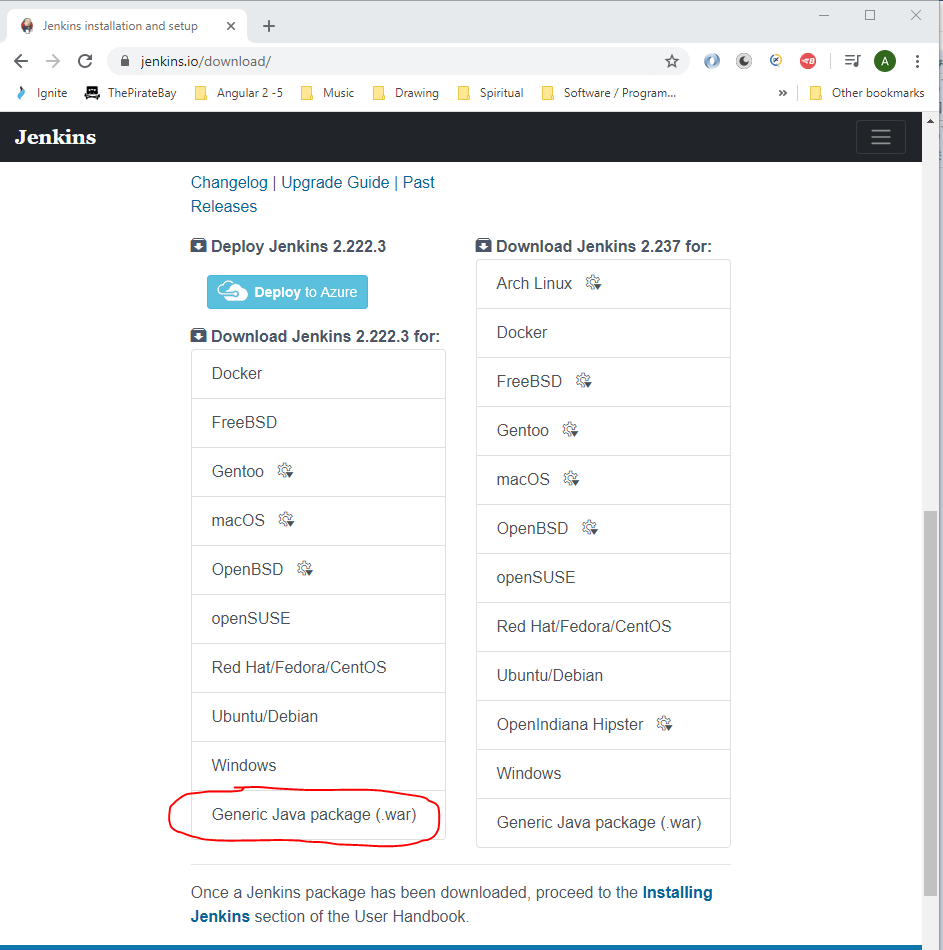 Jenkins installation and setup
jenkins.io/download/
A
Ignite ThePirateBay Angular 2 -5 Music Drawing Spiritual Software / Program... » Other bookmarks
Jenkins
Changelog | Upgrade Guide | Past
Releases
Deploy Jenkins 2.222.3
Deploy to Azure
Download Jenkins 2.222.3 for:
Docker
FreeBSD
Gentoo
macOS
OpenBSD
openSUSE
Red Hat/Fedora/CentOS
Ubuntu/Debian
Windows
Generic Java package (.war)
Download Jenkins 2.237 for:
Arch Linux
Docker
FreeBSD
Gentoo
macOS
OpenBSD
openSUSE
Red Hat/Fedora/CentOS
Ubuntu/Debian
OpenIndiana Hipster
Windows
Generic Java package (.war)
Once a Jenkins package has been downloaded, proceed to the Installing
Jenkins section of the User Handbook.